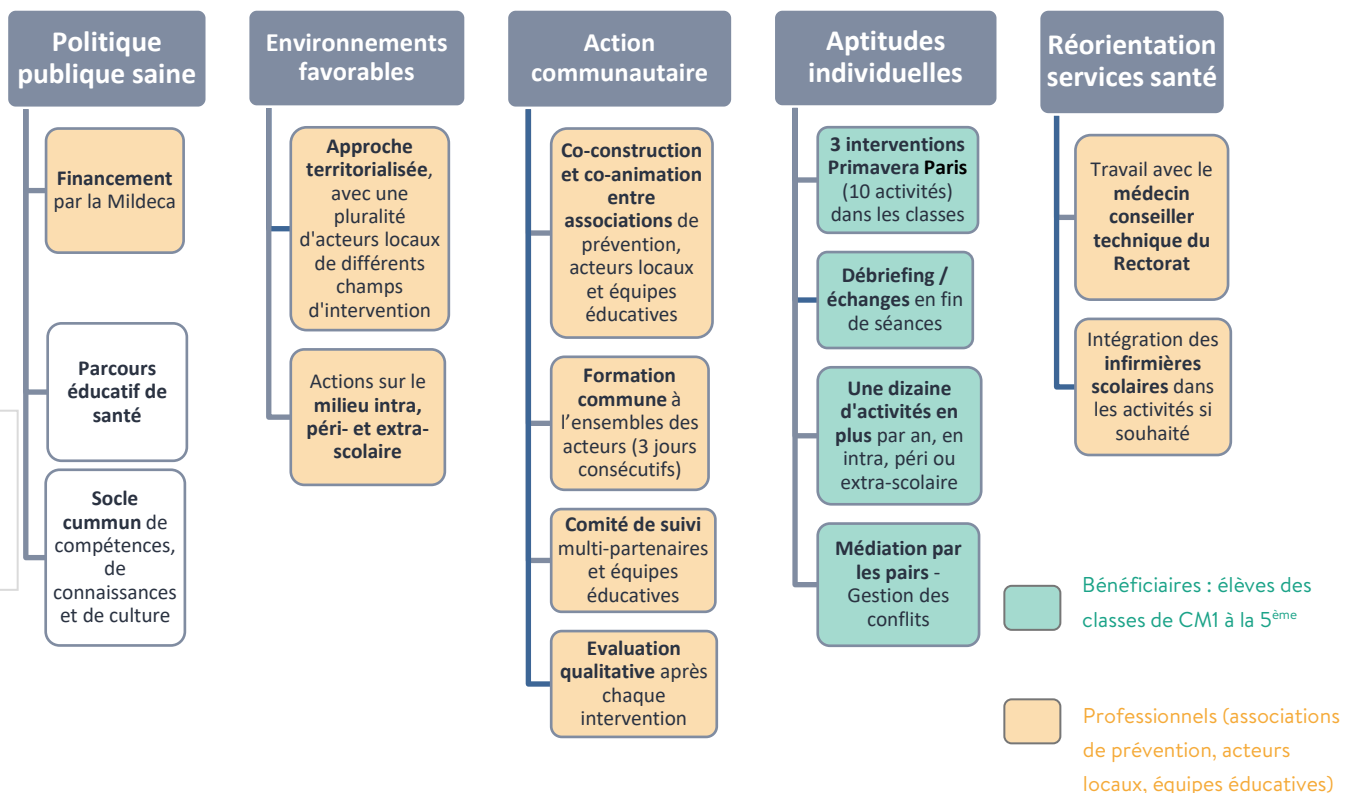 Politique
publique saine
Financement
par la Mildeca
Parcours
éducatif de
santé
Socle
cummun de
compétences,
de
connaissances
et de culture
Environnements
favorables
Approche
territorialisée,
avec une
pluralité
d'acteurs locaux
de différents
champs
d'intervention
Actions sur le
milieu intra,
péri- et extra-
scolaire
Action
communautaire
Co-construction
et co-animation
entre
associations de
prévention,
acteurs locaux
et équipes
éducatives
Formation
commune à
l’ensembles des
acteurs (3 jours
consécutifs)
Comité de suivi
multi-partenaires
et équipes
éducatives
Evaluation
qualitative après
chaque
intervention
Aptitudes
individuelles
3 interventions
Primavera Paris
(10 activités)
dans les classes
Débriefing /
échanges en fin
de séances
Une dizaine
d'activités en
plus par an, en
intra, péri ou
extra-scolaire
Médiation par
les pairs -
Gestion des
conflits
Réorientation
services santé
Travail avec le
médecin
conseiller
technique du
Rectorat
Intégration des
infirmières
scolaires dans
les activités si
souhaité
Bénéficiaires : élèves des
classes de CM1 à la 5ème
Professionnels (associations
de prévention, acteurs
locaux, équipes éducatives)